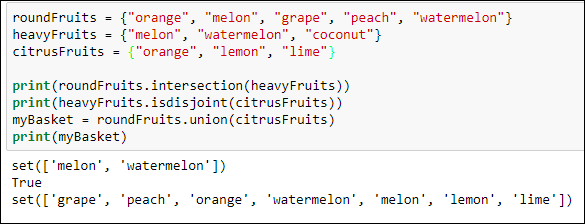 roundFruits = {"orange", "melon", "grape", "peach", "watermelon"}
heavyFruits = {"melon", "watermelon", "coconut"}
citrusFruits = {"orange", "lemon", "lime"}
print(roundFruits.intersection(heavyFruits))
print(heavyFruits.isdisjoint(citrusFruits))
myBasket = roundFruits.union(citrusFruits)
print(myBasket)
set(['melon', 'watermelon'])
True
set(['grape', 'peach', 'orange', 'watermelon', 'melon', 'lemon', 'lime'])